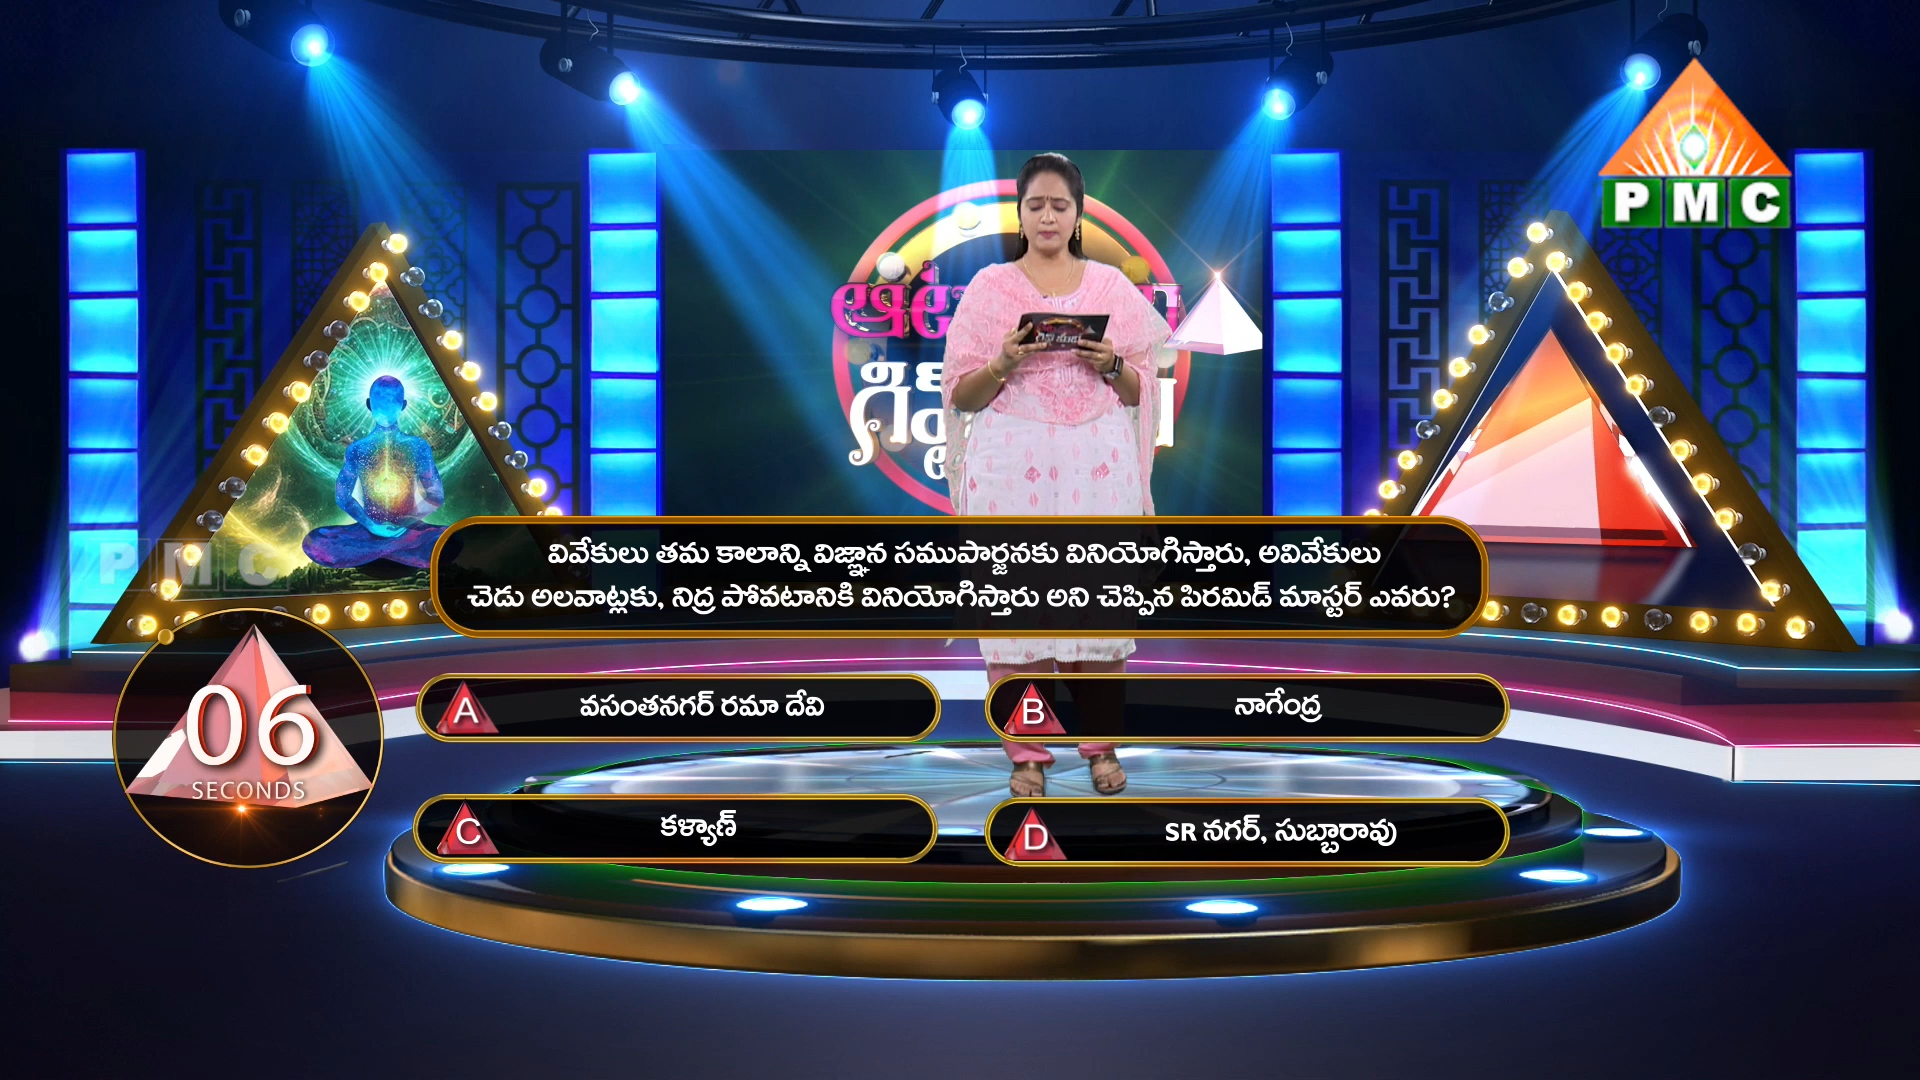 PMC
వివేకులు తమ కాలాన్ని విజ్ఞాన సముపార్జనకు వినియోగిస్తారు, అవివేకులు
చెడు అలవాట్లకు, నిద్ర పోవటానికి వినియోగిస్తారు అని చెప్పిన పిరమిడ్ మాస్టర్ ఎవరు?
PMC
06
SECONDS
A వసంతనగర్ రమా దేవి
B నాగేంద్ర
C కళ్యాణ్
D SR నగర్, సుబ్బారావు